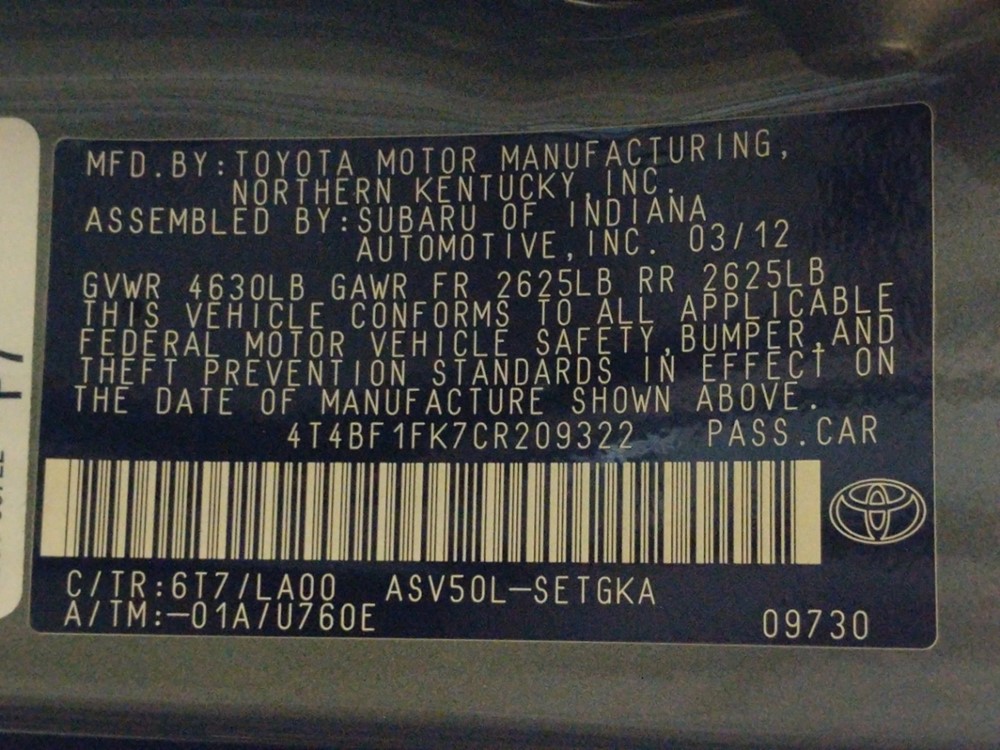 MFD.BY:TOYOTA MOTOR MANUFACTURING,
NORTHERN KENTUCKY,INC.
ASSEMBLED BY:SUBARU OF INDIANA
AUTOMOTIVE,INC. 03/12
GVWR 4630LB GAWR FR 2625LB RR 2625LB
THIS VEHICLE CONFORMS TO ALL APPLICABLE
FEDERAL MOTOR VEHICLE SAFETY,BUMPER,AND
THEFT PREVENTION STANDARDS IN EFFECT ON
THE DATE OF MANUFACTURE SHOWN ABOVE.
4T4BF1FK7CR209322 PASS.CAR
C/TR:6T7/LA00 ASV50L-SETGKA
A/TM:-01A/U760E 09730